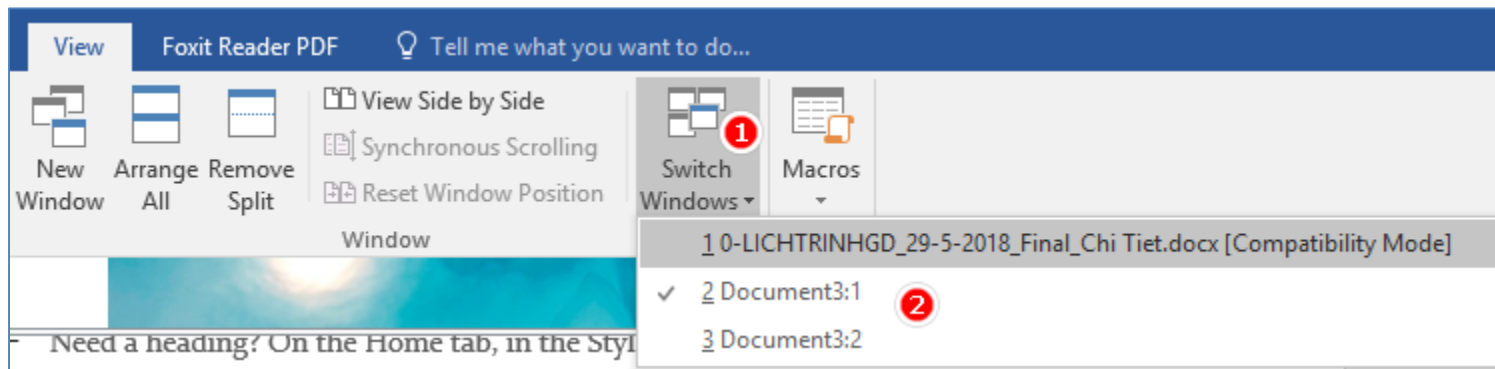 View Foxit Reader PDF Tell me what you want to do...
New Window
Arrange All
Remove Split
View Side by Side
Synchronous Scrolling
Reset Window Position
Window
Switch Windows
1
Macros
1 0-LICHTRINHGD_29-5-2018_Final_Chi Tiet.docx [Compatibility Mode]
2 Document3:1
2
3 Document3:2
Need a heading? On the Home tab, in the Styl